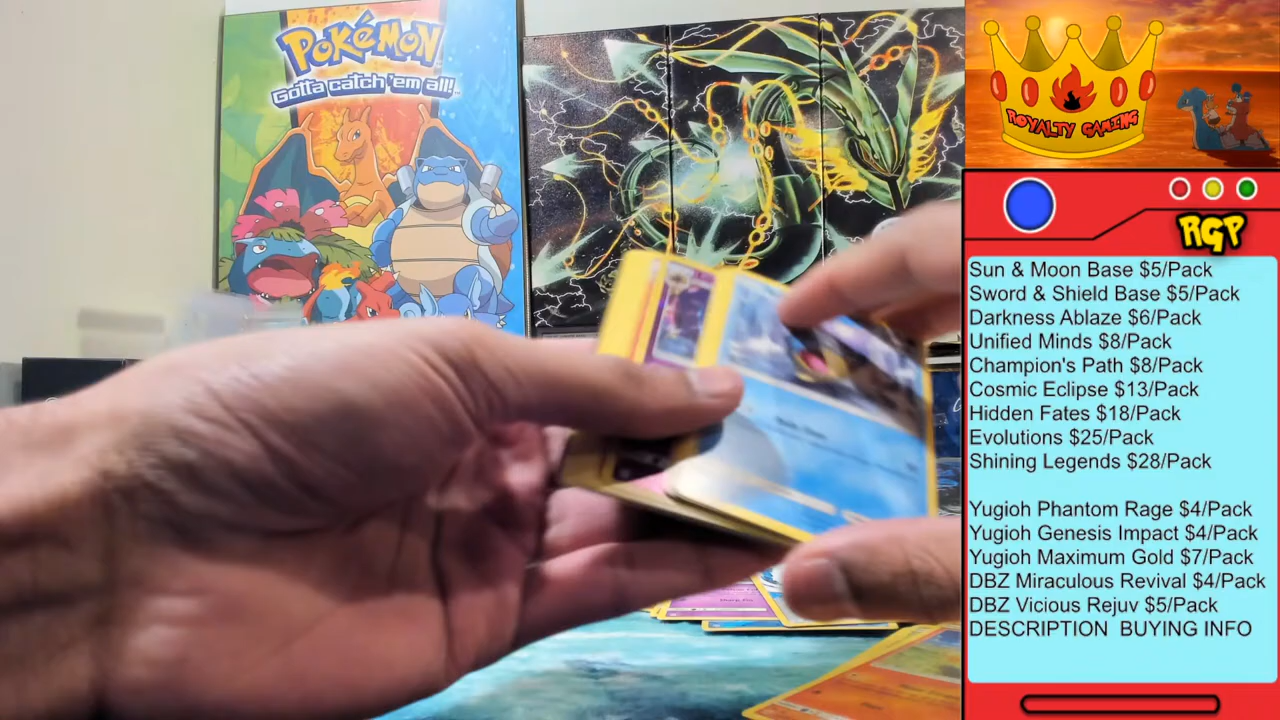 POKéMON
Gotta catch 'em all!
ROYALTY GAMING
RGP
Sun & Moon Base $5/Pack
Sword & Shield Base $5/Pack
Darkness Ablaze $6/Pack
Unified Minds $8/Pack
Champion's Path $8/Pack
Cosmic Eclipse $13/Pack
Hidden Fates $18/Pack
Evolutions $25/Pack
Shining Legends $28/Pack
Yugioh Phantom Rage $4/Pack
Yugioh Genesis Impact $4/Pack
Yugioh Maximum Gold $7/Pack
DBZ Miraculous Revival $4/Pack
DBZ Vicious Rejuv $5/Pack
DESCRIPTION BUYING INFO